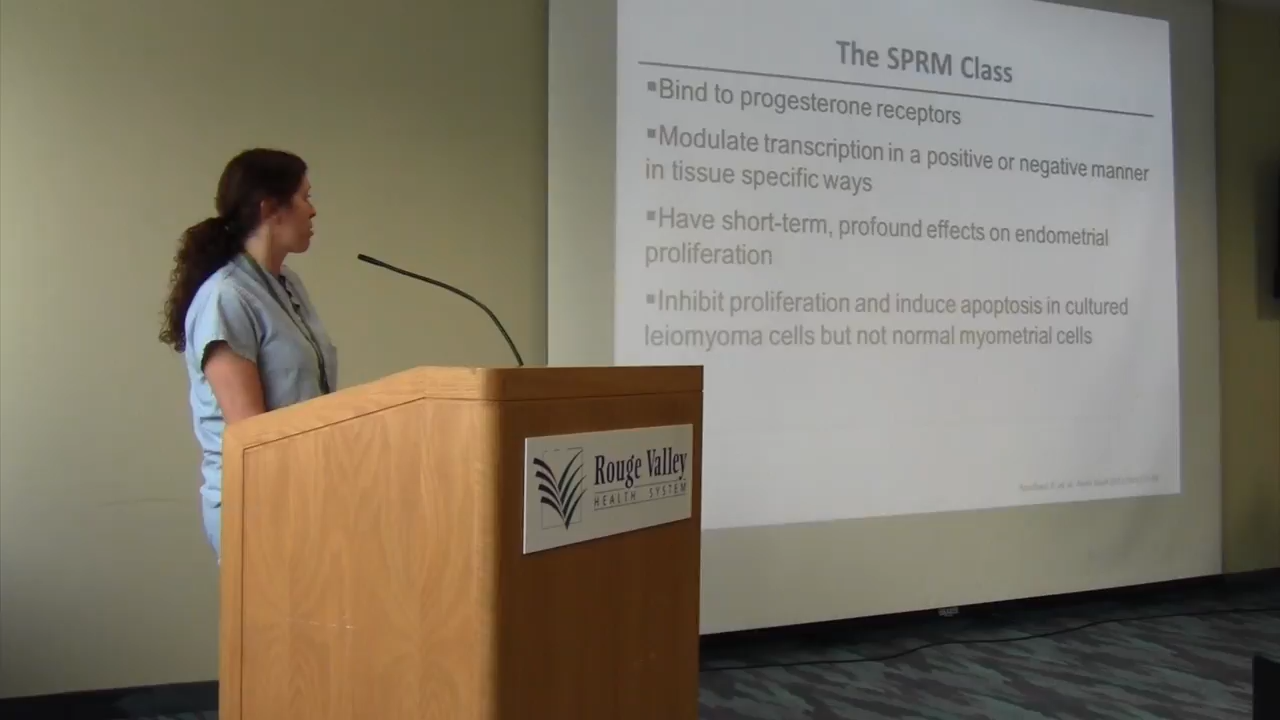 The SPRM Class
▪Bind to progesterone receptors
▪Modulate transcription in a positive or negative manner
in tissue specific ways
▪Have short-term, profound effects on endometrial
proliferation
▪Inhibit proliferation and induce apoptosis in cultured
leiomyoma cells but not normal myometrial cells
Rouge Valley
HEALTH SYSTEM